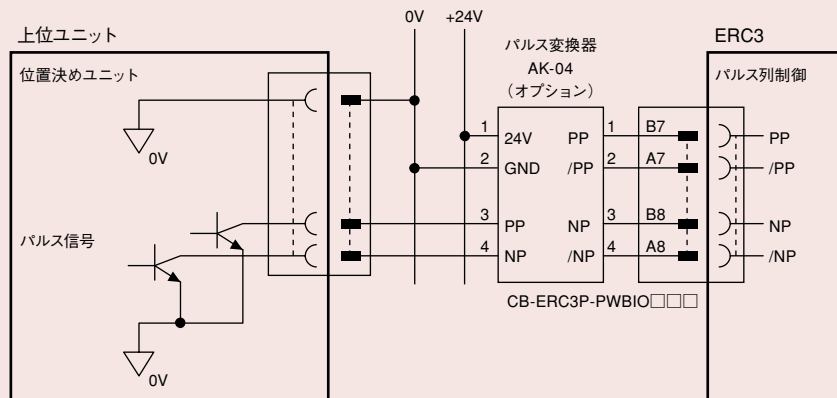 0V
+24V
上位ユニット
位置決めユニット
0V
パルス信号
0V
パルス変換器
AK-04
（オプション）
1 24V PP 1 B7
2 GND /PP 2 A7
3 PP NP 3 B8
4 NP /NP 4 A8
CB-ERC3P-PWBIO□□□
ERC3
パルス列制御
PP
/PP
NP
/NP